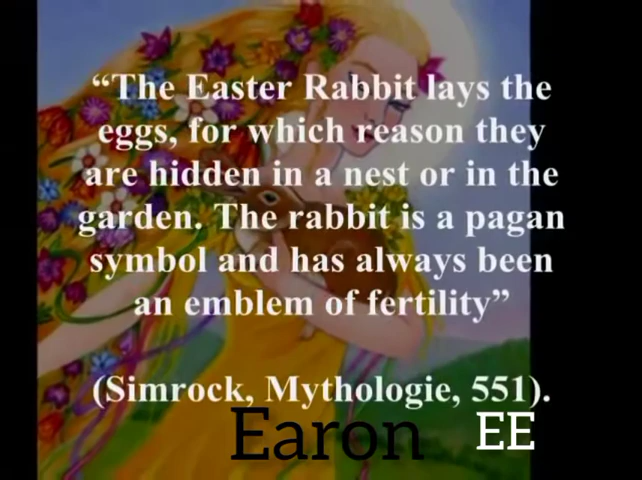 “The Easter Rabbit lays the
eggs, for which reason they
are hidden in a nest or in the
garden. The rabbit is a pagan
symbol and has always been
an emblem of fertility”
(Simrock, Mythologie, 551).
Earon EE